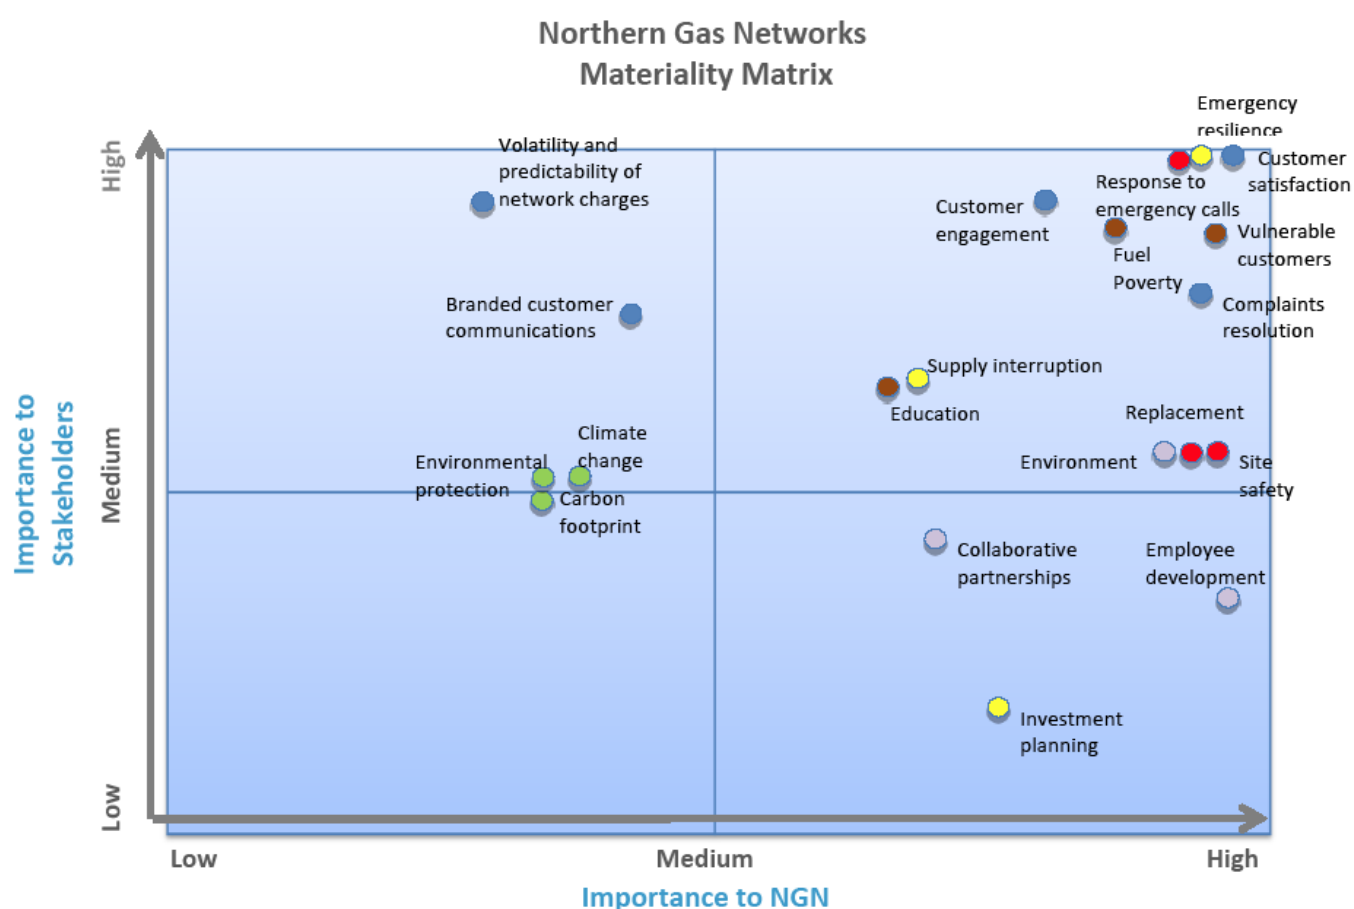 Northern Gas Networks
Materiality Matrix
Emergency
resilience
Volatility and
predictability of
network charges
High
Customer
satisfaction
Response to
emergency calls
Customer
engagement
Vulnerable
customers
Fuel
Poverty
Branded customer
communications
Complaints
resolution
Supply interruption
Education
Replacement
Climate
change
Environmental
protection
Environment
Site
safety
Importance to
Stakeholders
Medium
Carbon
footprint
Collaborative
partnerships
Employee
development
Investment
planning
Low
Low
Medium
High
Importance to NGN